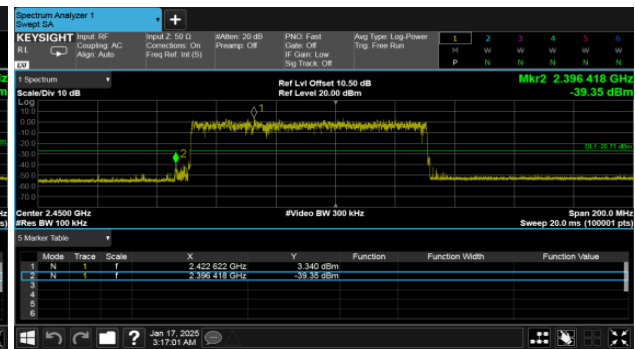 Spectrum Analyzer 1
Swept SA
+
KEYSIGHT Input: RF Input Z: 50 Ω #Atten: 20 dB PNO: Fast Avg Type: Log-Power 1 2 3 4 5 6
RL Coupling: AC Corrections: On Preamp: Off Gate: Off Trig: Free Run M W W W W W
Align: Auto Freq Ref: Int (S) IF Gain: Low P N N N N N
Sig Track: Off
LXI
1 Spectrum Ref Lvl Offset 10.50 dB Mkr2 2.396 418 GHz
Scale/Div 10 dB Ref Level 20.00 dBm -39.35 dBm
Log
10.0
0.00
-10.0
-20.0
-30.0
-40.0
-50.0
-60.0
-70.0
1
2
DL1 -26.71 dBm
Center 2.4500 GHz #Video BW 300 kHz Span 200.0 MHz
#Res BW 100 kHz Sweep 20.0 ms (100001 pts)
5 Marker Table
Mode Trace Scale X Y Function Function Width Function Value
1 N 1 f 2.422 622 GHz 3.340 dBm
2 N 1 f 2.396 418 GHz -39.35 dBm
3
4
5
6
? Jan 17, 2025
3:17:01 AM